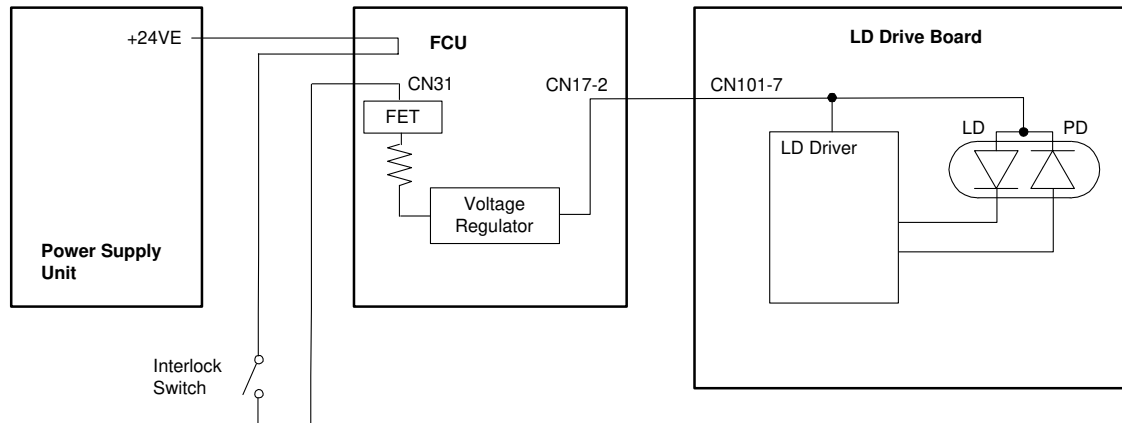 +24VE
FCU
LD Drive Board
CN31
CN17-2
CN101-7
FET
LD
PD
LD Driver
Voltage
Regulator
Power Supply
Unit
Interlock
Switch